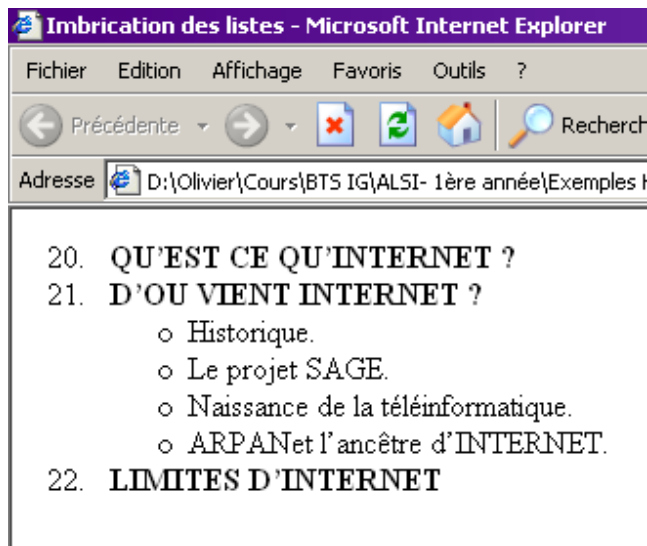 Imbrication des listes - Microsoft Internet Explorer
Fichier Edition Affichage Favoris Outils ?
Précédente Recherch
Adresse D:\Olivier\Cours\BTS IG\ALSI- 1ère année\Exemples
20. QU'EST CE QU'INTERNET ?
21. D'OU VIENT INTERNET ?
o Historique.
o Le projet SAGE.
o Naissance de la téléinformatique.
o ARPANet l'ancêtre d'INTERNET.
22. LIMITES D'INTERNET